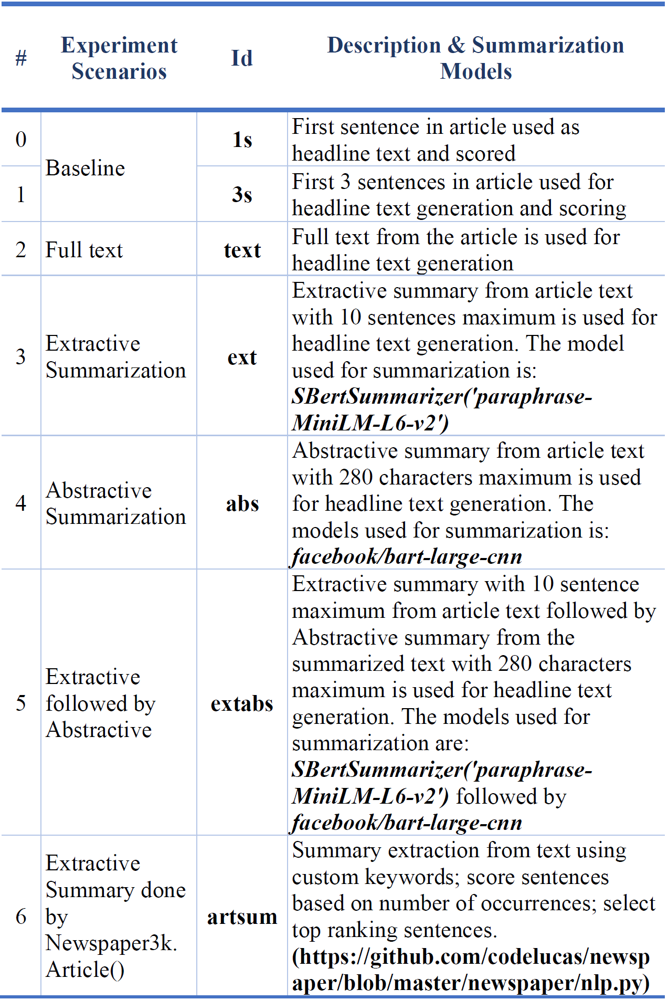 # Experiment Scenarios Id Description & Summarization Models
0 Baseline 1s First sentence in article used as
headline text and scored
1 3s First 3 sentences in article used for
headline text generation and scoring
2 Full text text Full text from the article is used for
headline text generation
3 Extractive
Summarization
ext
Extractive summary from article text
with 10 sentences maximum is used for
headline text generation. The model
used for summarization is:
SBertSummarizer('paraphrase-
MiniLM-L6-v2')
4 Abstractive
Summarization
abs
Abstractive summary from article text
with 280 characters maximum is used
for headline text generation. The
models used for summarization is:
facebook/bart-large-cnn
5 Extractive
followed by
Abstractive
extabs
Extractive summary with 10 sentence
maximum from article text followed by
Abstractive summary from the
summarized text with 280 characters
maximum is used for headline text
generation. The models used for
summarization are:
SBertSummarizer('paraphrase-
MiniLM-L6-v2') followed by
facebook/bart-large-cnn
6 Extractive
Summary done
by
Newspaper3k.
Article()
artsum
Summary extraction from text using
custom keywords; score sentences
based on number of occurrences; select
top ranking sentences.
(https://github.com/codelucas/newsp
aper/blob/master/newspaper/nlp.py)